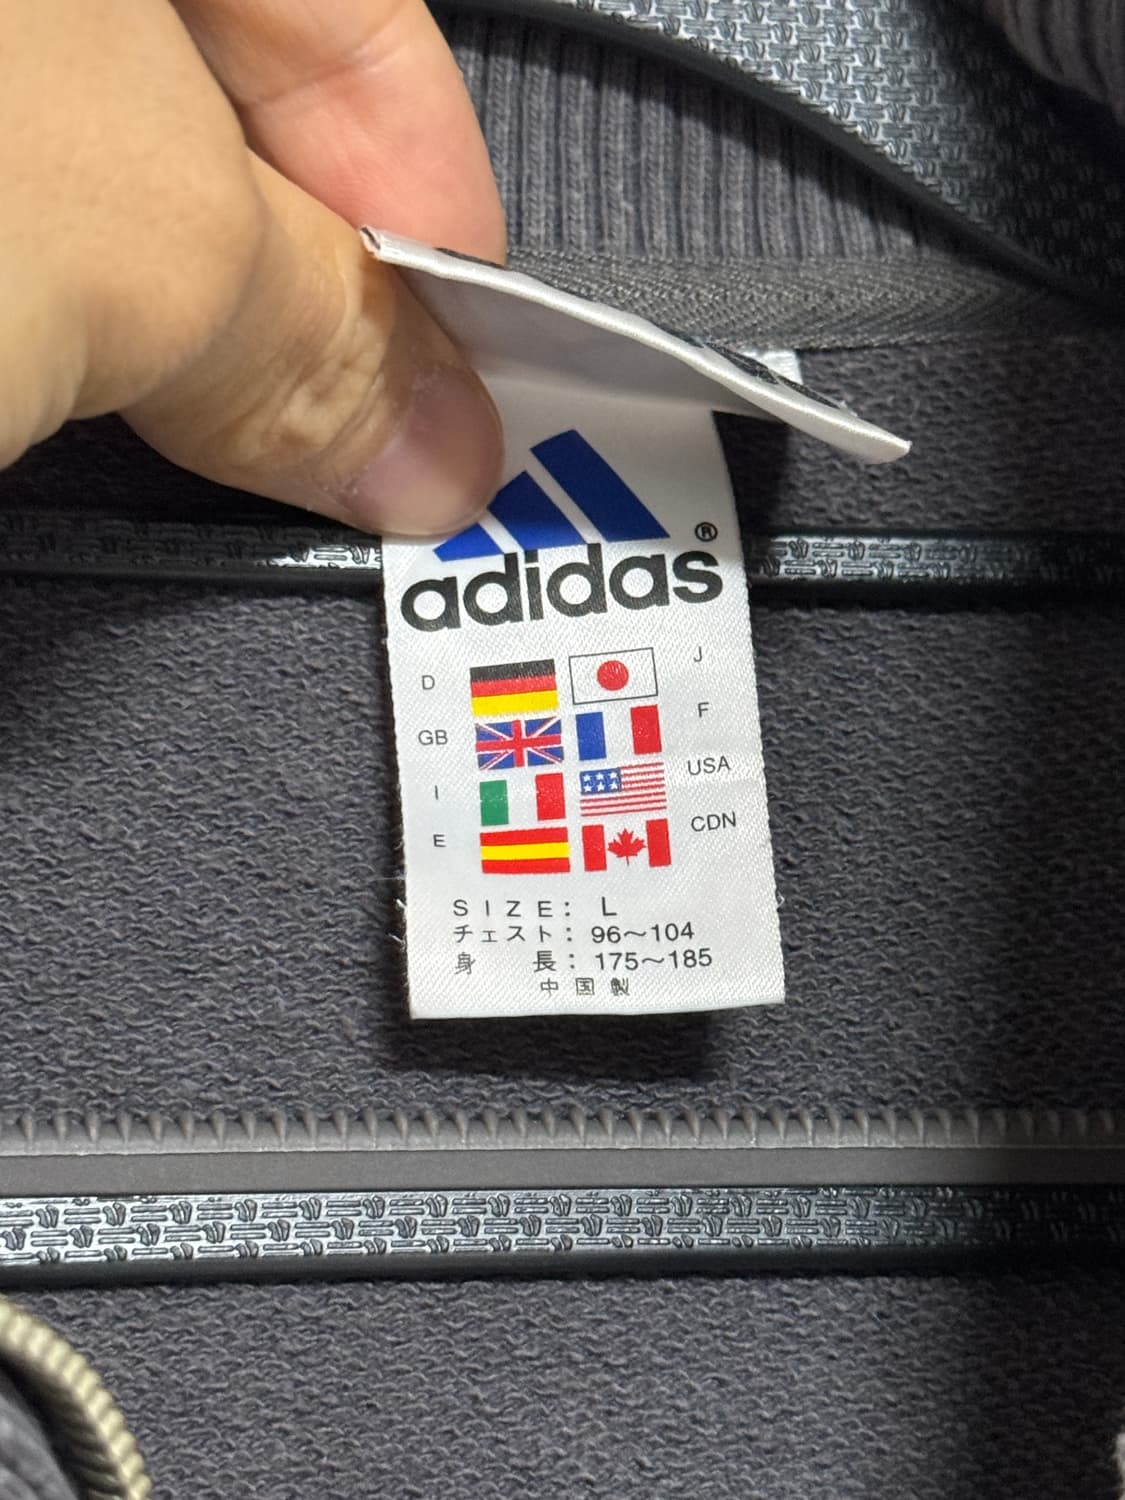 adidas ®
D J
GB F
I USA
E CDN
SIZE: L
チェスト: 96～104
身長: 175～185
中国製